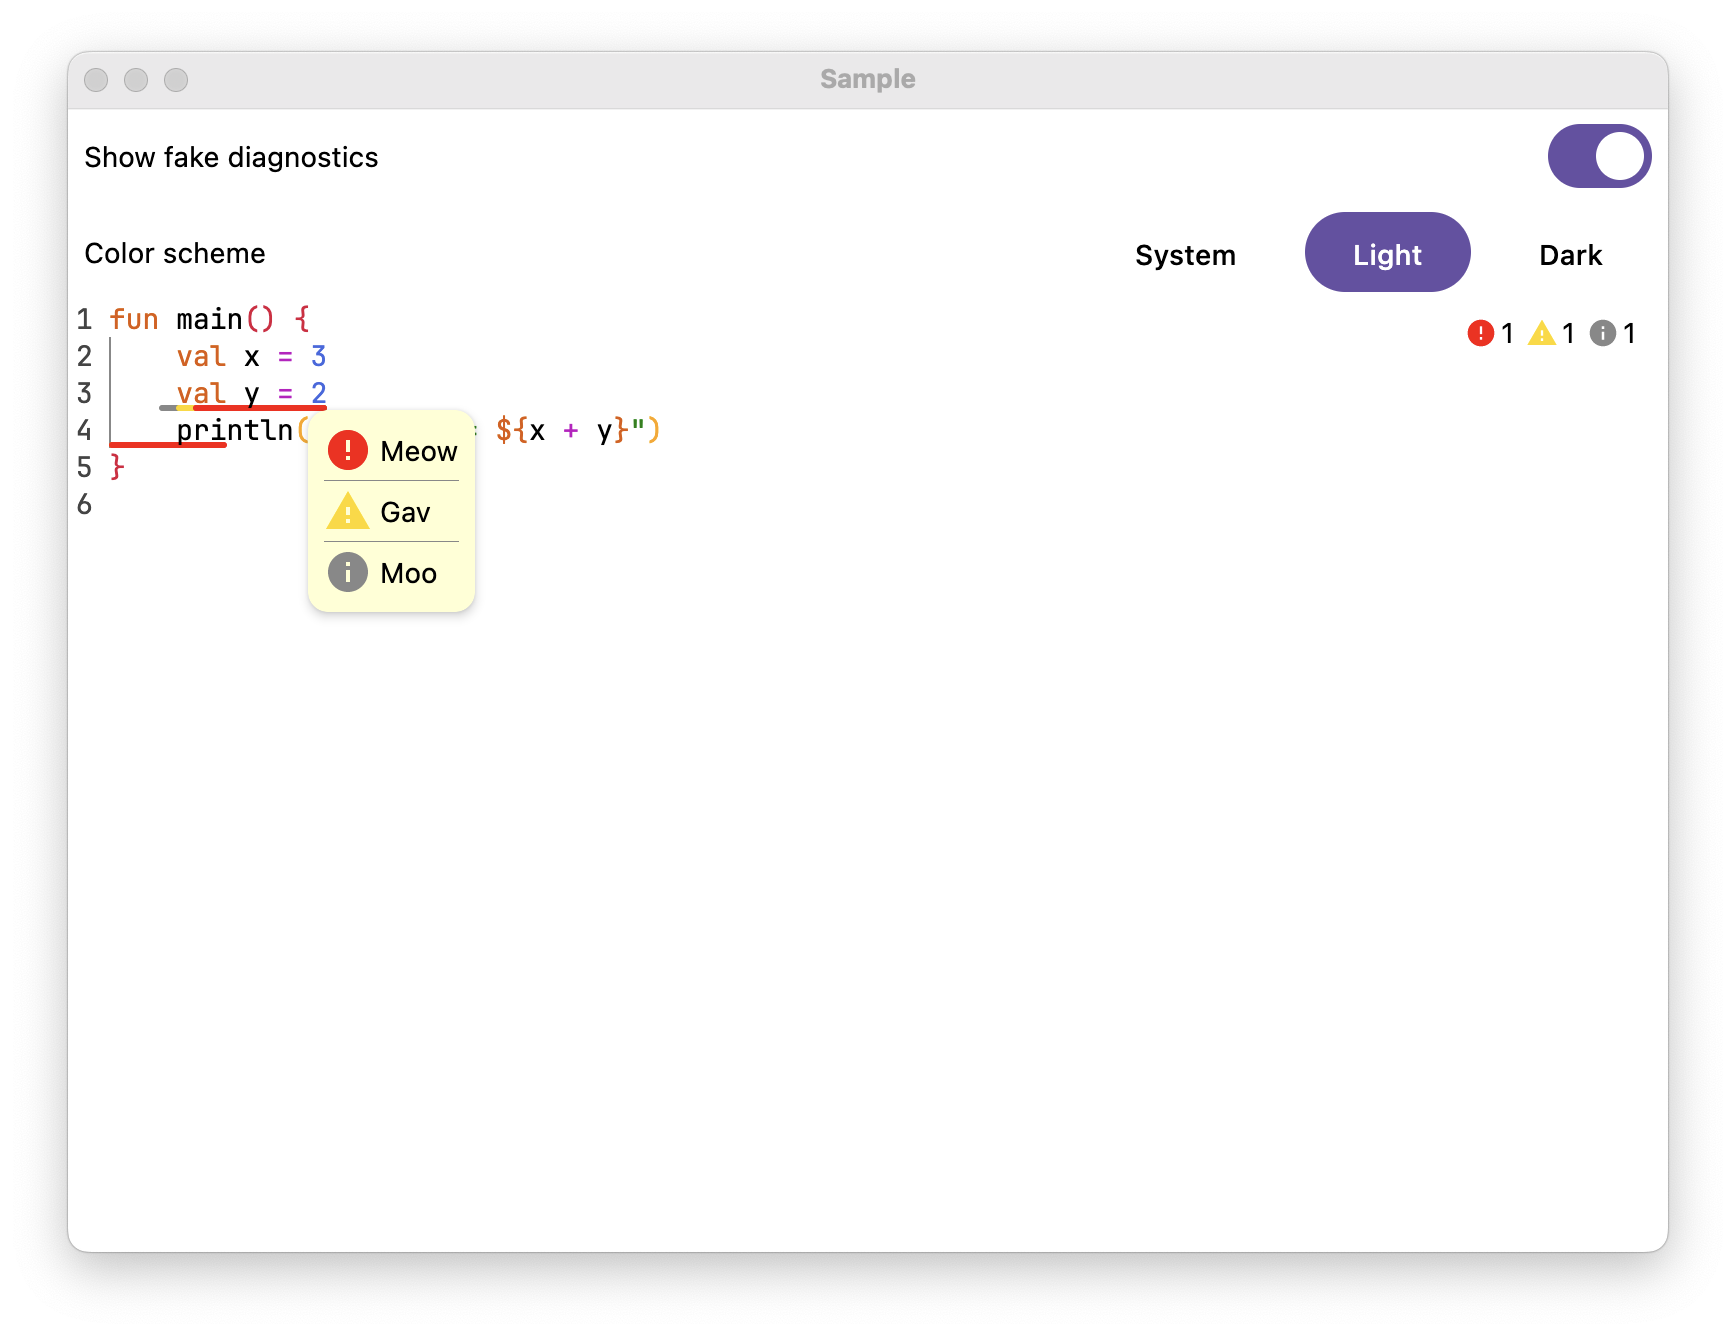 Sample
Show fake diagnostics
Color scheme
System Light Dark
1 fun main() {
1 1 1
2 val x = 3
3 val y = 2
4 println( ${x + y}")
5 }
6
Meow
Gav
Moo